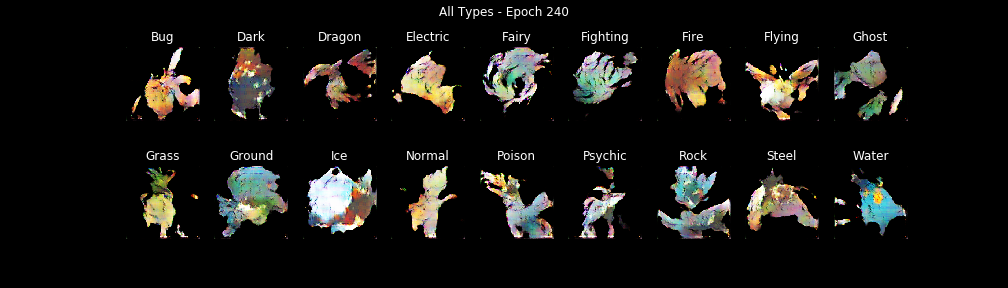 All Types - Epoch 240
Bug Dark Dragon Electric Fairy Fighting Fire Flying Ghost
Grass Ground Ice Normal Poison Psychic Rock Steel Water